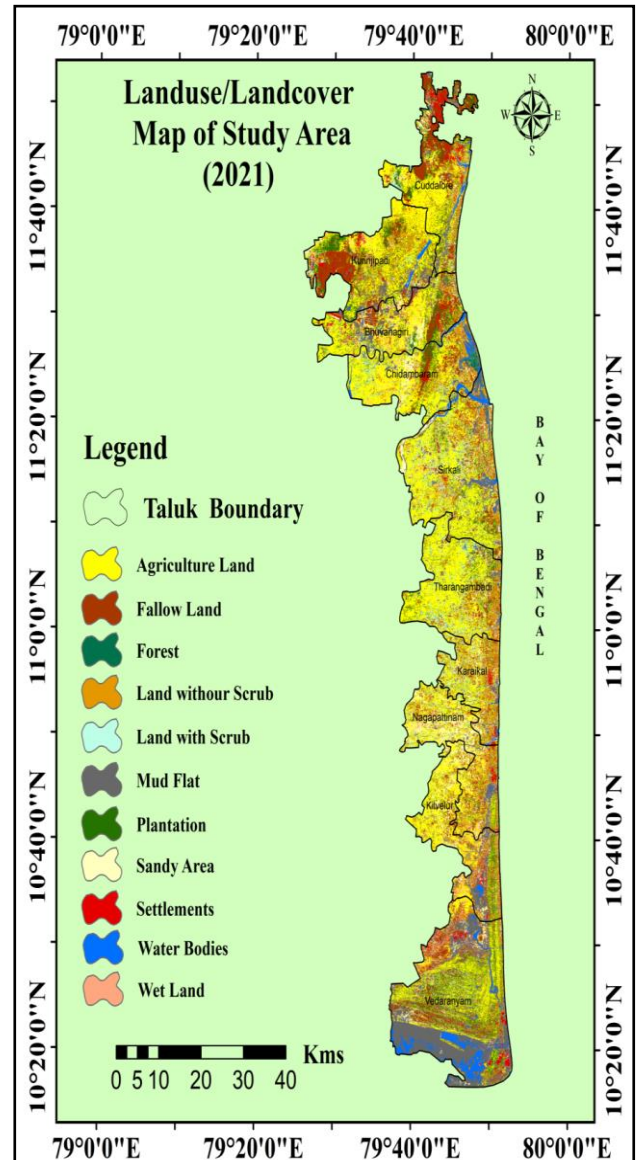 79°0'0"E 79°20'0"E 79°40'0"E 80°0'0"E
Landuse/Landcover
Map of Study Area
(2021)
N
W E
S
11°40'0"N 11°40'0"N
11°20'0"N 11°20'0"N
11°0'0"N 11°0'0"N
10°40'0"N 10°40'0"N
10°20'0"N 10°20'0"N
Cuddalore
Kurinjipadi
Bhuvanagiri
Chidambaram
Sirkali
Tharangambadi
Karaikal
Nagapattinam
Kilvelur
Vedaranyam
BAY OF BENGAL
Legend
Taluk Boundary
Agriculture Land
Fallow Land
Forest
Land withour Scrub
Land with Scrub
Mud Flat
Plantation
Sandy Area
Settlements
Water Bodies
Wet Land
Kms
0 5 10 20 30 40
79°0'0"E 79°20'0"E 79°40'0"E 80°0'0"E